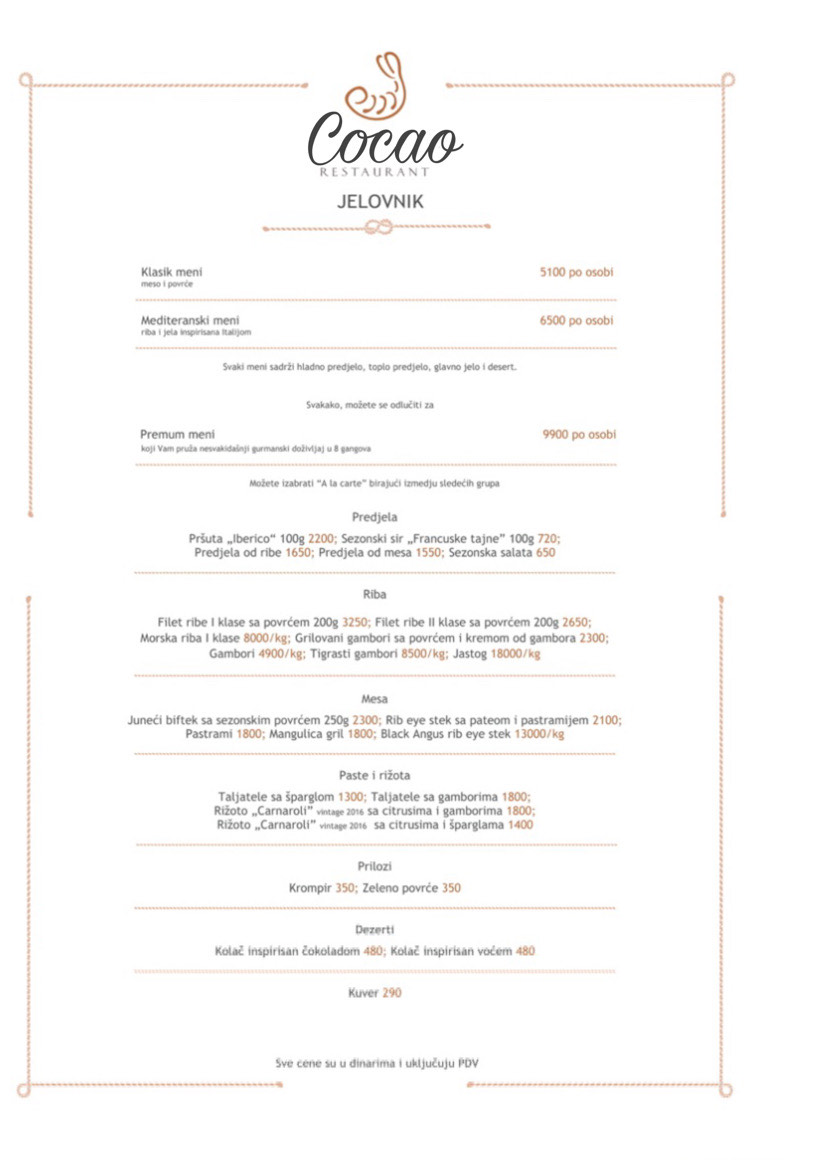 Cocao
RESTAURANT
JELOVNIK
Klasik meni 5100 po osobi
meso i povrće
Mediteranski meni 6500 po osobi
riba i jela inspirisana Italijom
Svaki meni sadrži hladno predjelo, toplo predjelo, glavno jelo i desert.
Svakako, možete se odlučiti za
Premum meni 9900 po osobi
koji Vam pruža nesvakidašnji gurmanski doživljaj u 8 gangova
Možete izabrati “A la carte” birajući izmedju sledećih grupa
Predjela
Pršuta „Iberico“ 100g 2200; Sezonski sir „Francuske tajne” 100g 720;
Predjela od ribe 1650; Predjela od mesa 1550; Sezonska salata 650
Riba
Filet ribe I klase sa povrćem 200g 3250; Filet ribe II klase sa povrćem 200g 2650;
Morska riba I klase 8000/kg; Grilovani gambori sa povrćem i kremom od gambora 2300;
Gambori 4900/kg; Tigrasti gambori 8500/kg; Jastog 18000/kg
Mesa
Juneći biftek sa sezonskim povrćem 250g 2300; Rib eye stek sa pateom i pastramijem 2100;
Pastrami 1800; Mangulica gril 1800; Black Angus rib eye stek 13000/kg
Paste i rižota
Taljatele sa šparglom 1300; Taljatele sa gamborima 1800;
Rižoto „Carnaroli” vintage 2016 sa citrusima i gamborima 1800;
Rižoto „Carnaroli” vintage 2016 sa citrusima i šparglama 1400
Prilozi
Krompir 350; Zeleno povrće 350
Dezerti
Kolač inspirisan čokoladom 480; Kolač inspirisan voćem 480
Kuver 290
Sve cene su u dinarima i uključuju PDV